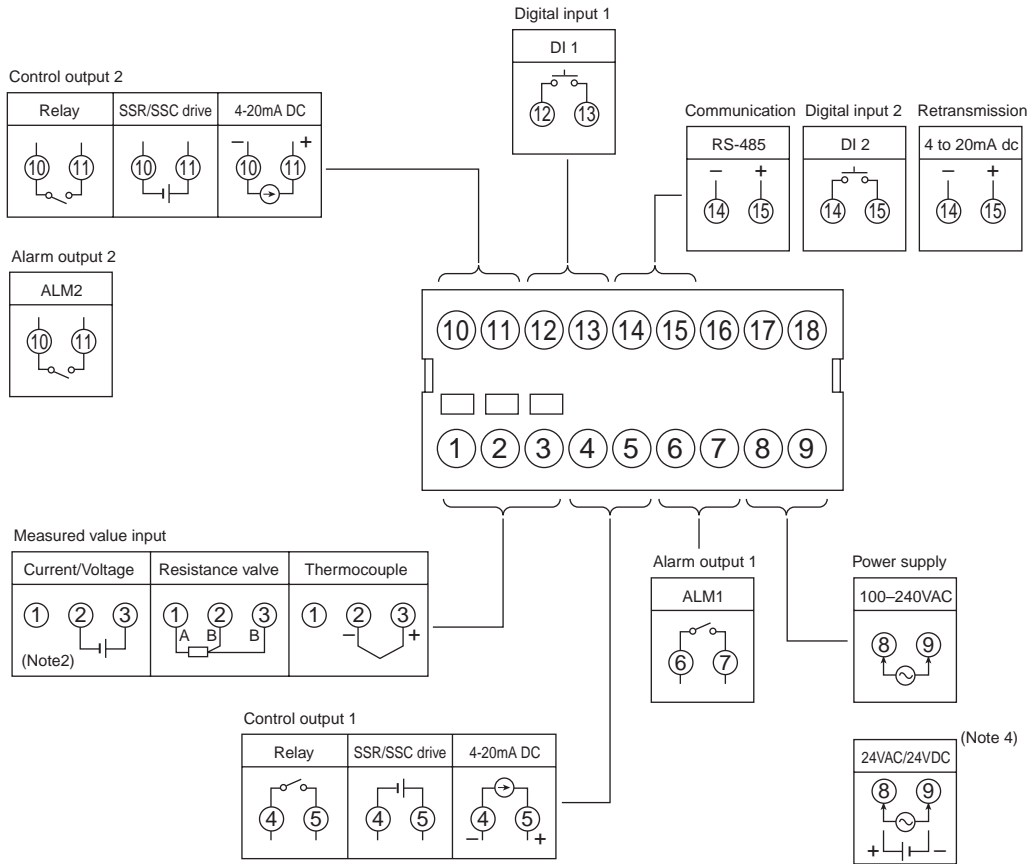 Digital input 1
DI 1
12 13
Control output 2
Relay SSR/SSC drive 4-20mA DC
− +
10 11 10 11 10 11
Communication Digital input 2 Retransmission
RS-485 DI 2 4 to 20mA dc
− + − +
14 15 14 15 14 15
Alarm output 2
ALM2
10 11
10 11 12 13 14 15 16 17 18
1 2 3 4 5 6 7 8 9
Measured value input
Current/Voltage Resistance valve Thermocouple
1 2 3 1 2 3 1 2 3
A B B − +
(Note2)
Alarm output 1
ALM1
6 7
Power supply
100–240VAC
8 9
Control output 1
Relay SSR/SSC drive 4-20mA DC
4 5 4 5 4 5
− +
(Note 4)
24VAC/24VDC
8 9
+ −